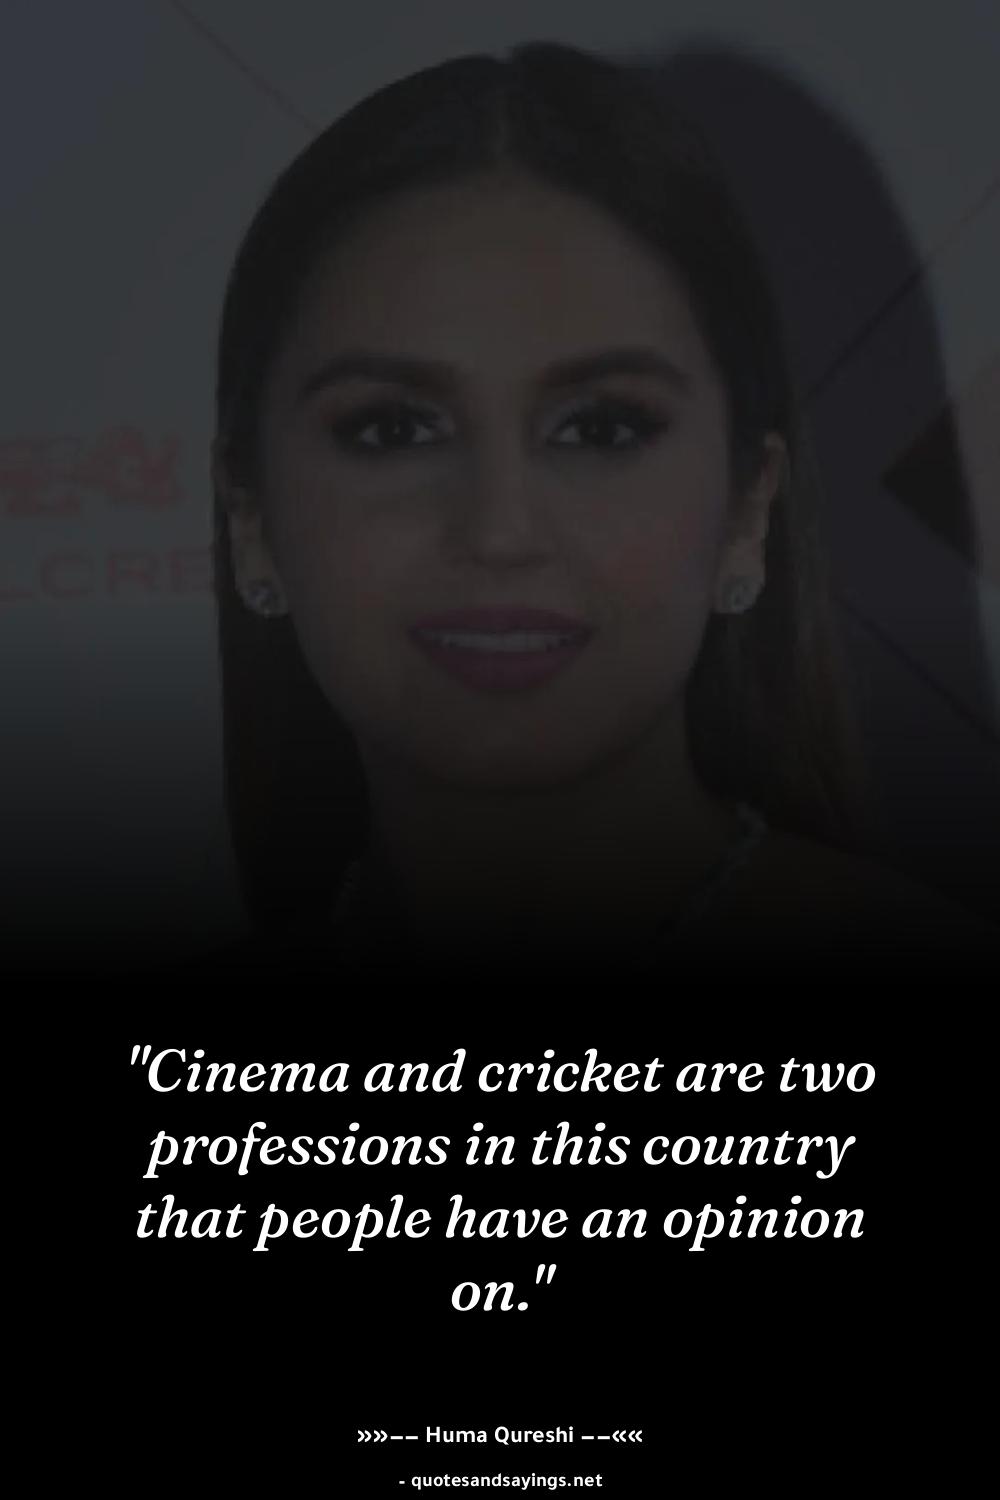 LCRE
"Cinema and cricket are two
professions in this country
that people have an opinion
on."
»»−− Huma Qureshi −−««
- quotesandsayings.net